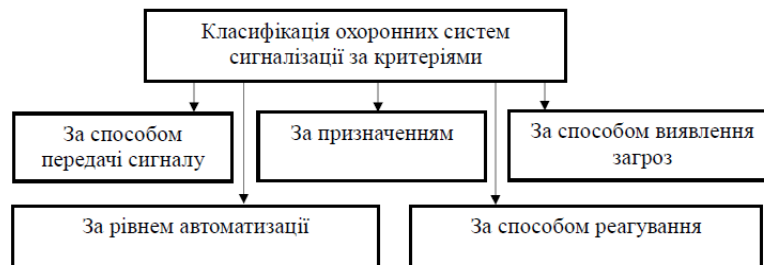 Класифікація охоронних систем
сигналізації за критеріями
За способом
передачі сигналу
За призначенням
За способом виявлення
загроз
За рівнем автоматизації
За способом реагування